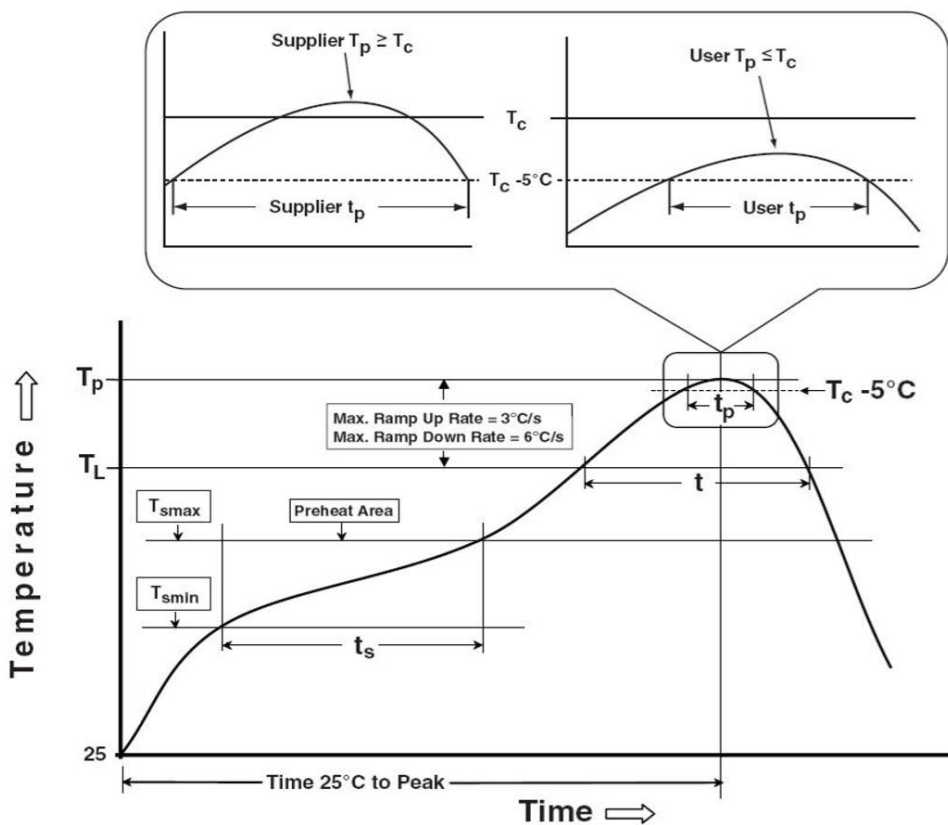 Supplier Tp ≥ Tc
User Tp ≤ Tc
Tc
Tc -5°C
Supplier tp
User tp
Temperature
Tp
Tc -5°C
tp
Max. Ramp Up Rate = 3°C/s
Max. Ramp Down Rate = 6°C/s
TL
t
Tsmax
Preheat Area
Tsmin
ts
25
Time 25°C to Peak
Time